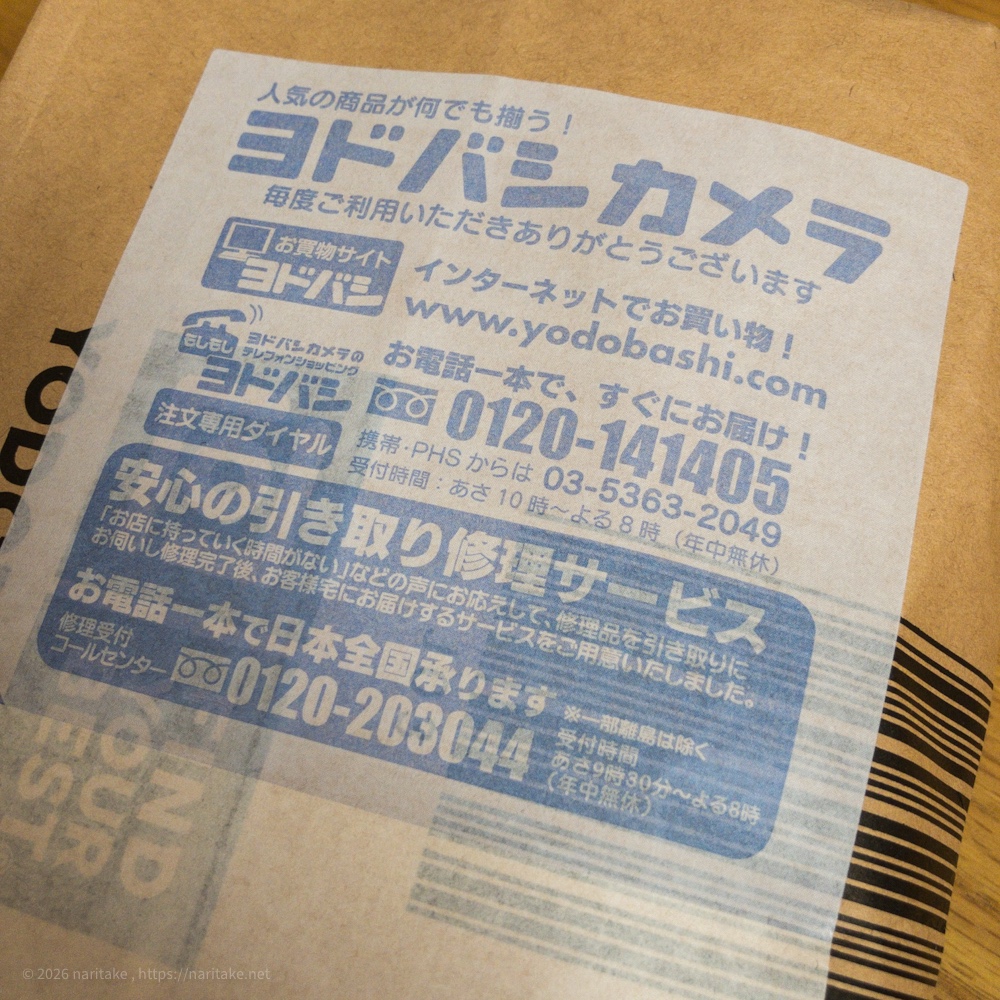 人気の商品が何でも揃う！
ヨドバシカメラ
毎度ご利用いただきありがとうございます
お買物サイト
ヨドバシ
インターネットでお買い物！
www.yodobashi.com
もしもし
ヨドバシカメラの
テレフォンショッピング
ヨドバシ
注文専用ダイヤル
お電話一本で、すぐにお届け！
0120-141405
携帯・PHSからは 03-5363-2049
受付時間：あさ10時～よる8時（年中無休）
安心の引き取り修理サービス
「お店に持っていく時間がない」などの声にお応えして、修理品を引き取りに
お伺いし修理完了後、お客様宅にお届けするサービスをご用意いたしました。
お電話一本で日本全国承ります
※一部離島は除く
修理受付
コールセンター
0120-203044
受付時間
あさ9時30分～よる8時
（年中無休）
© 2026 naritake , https://naritake.net